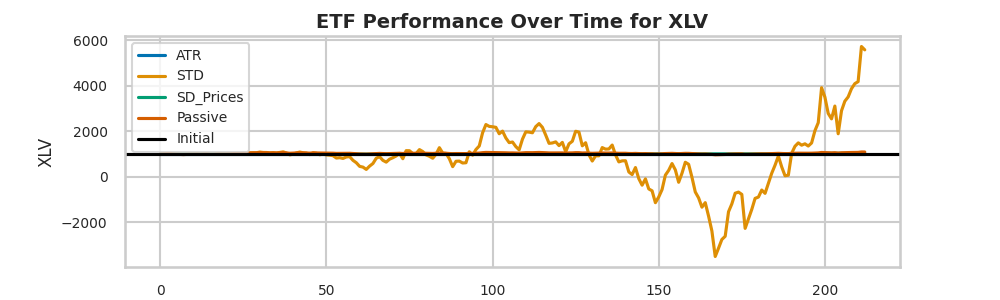 ETF Performance Over Time for XLV
6000
4000
2000
0
−2000
XLV
ATR
STD
SD_Prices
Passive
Initial
0 50 100 150 200